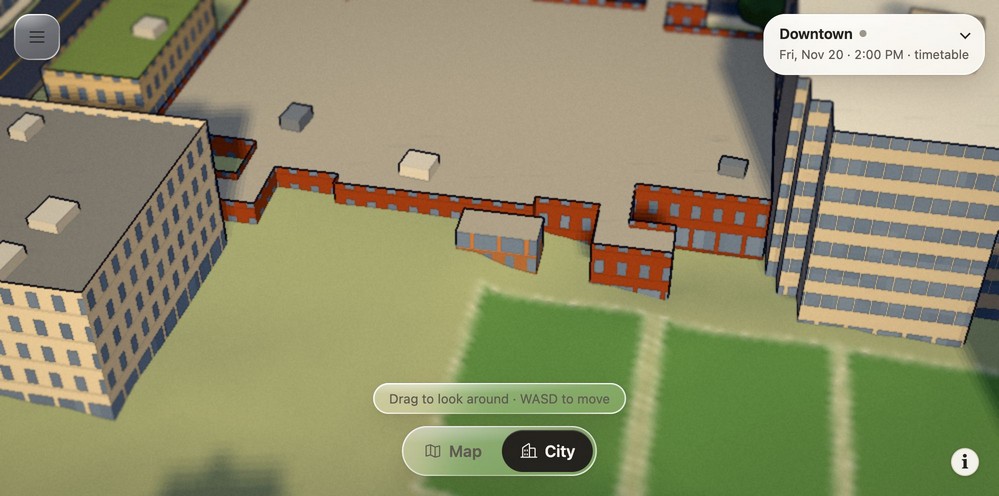 Downtown
Fri, Nov 20 · 2:00 PM · timetable
Drag to look around · WASD to move
Map
City
i